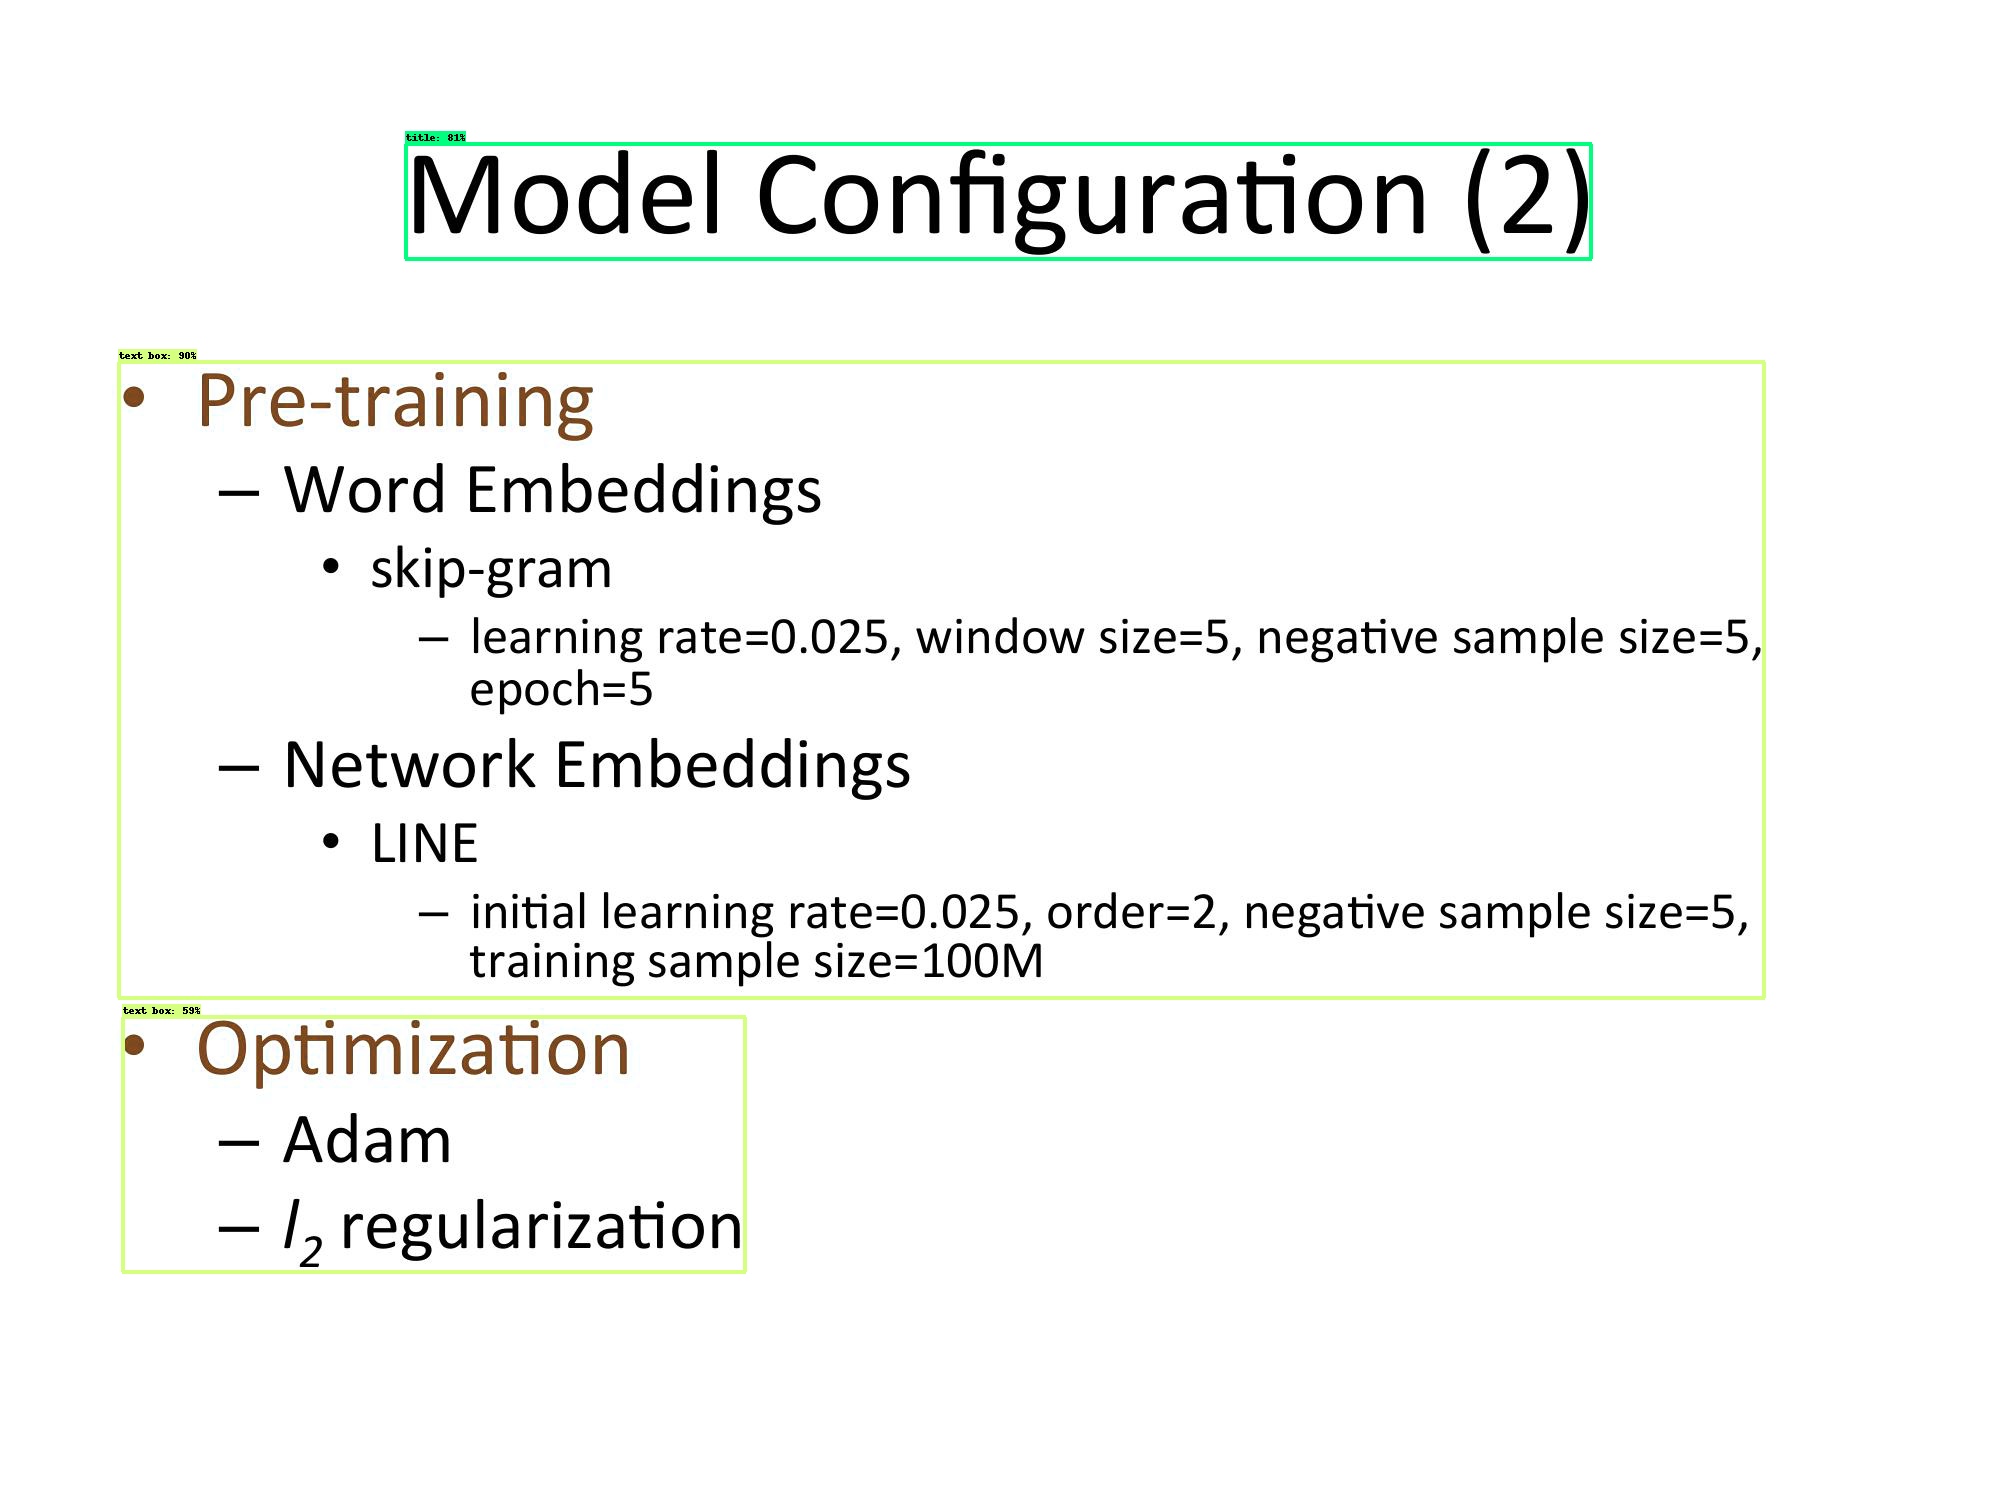 title: 81%
Model Configuration (2)
text box: 90%
• Pre-training
– Word Embeddings
• skip-gram
– learning rate=0.025, window size=5, negative sample size=5,
epoch=5
– Network Embeddings
• LINE
– initial learning rate=0.025, order=2, negative sample size=5,
training sample size=100M
text box: 59%
• Optimization
– Adam
– l₂ regularization